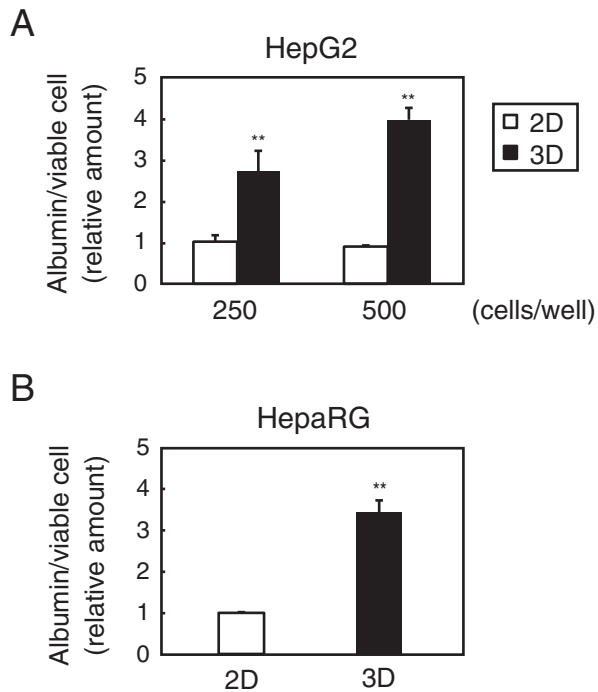 A
HepG2
Albumin/viable cell
(relative amount)
5
4
3
2
1
0
**
**
2D
3D
250
500
(cells/well)
B
HepaRG
Albumin/viable cell
(relative amount)
5
4
3
2
1
0
**
2D
3D